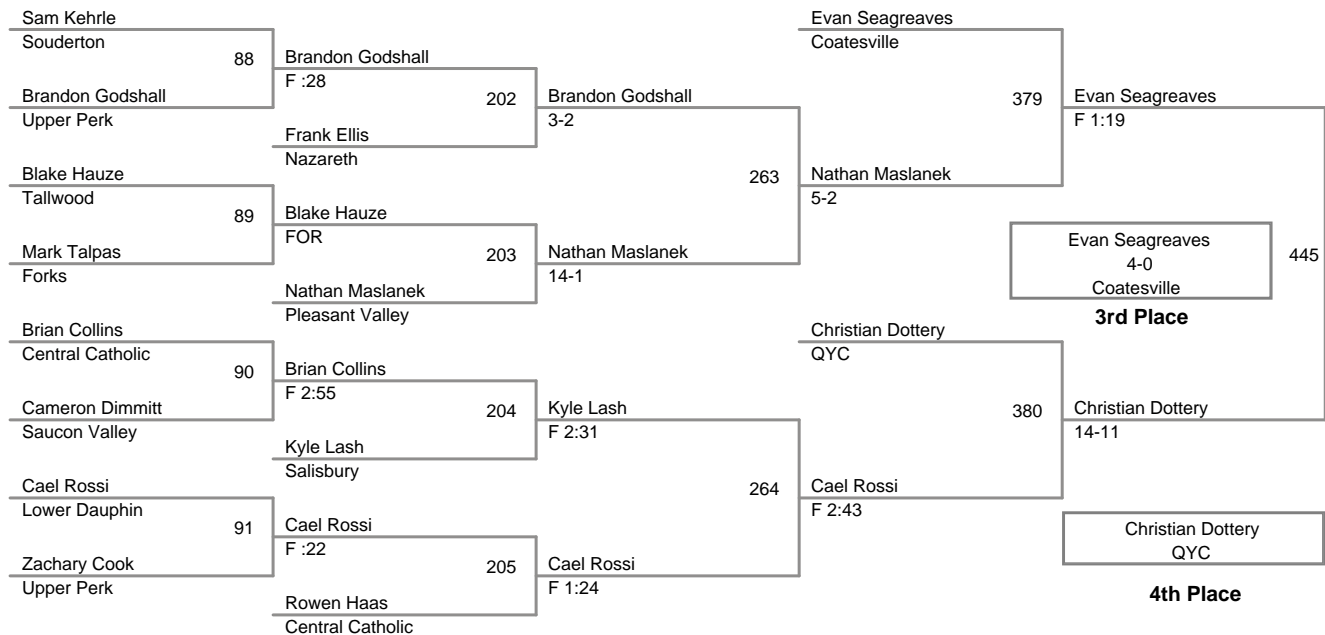 Sam Kehrle
Souderton
88
Brandon Godshall
Upper Perk
Blake Hauze
Tallwood
89
Mark Talpas
Forks
Brian Collins
Central Catholic
90
Cameron Dimmitt
Saucon Valley
Cael Rossi
Lower Dauphin
91
Zachary Cook
Upper Perk
Brandon Godshall
F :28
202
Frank Ellis
Nazareth
Blake Hauze
FOR
203
Nathan Maslanek
Pleasant Valley
Brian Collins
F 2:55
204
Kyle Lash
Salisbury
Cael Rossi
F :22
205
Rowen Haas
Central Catholic
Brandon Godshall
3-2
263
Nathan Maslanek
14-1
Kyle Lash
F 2:31
264
Cael Rossi
F 1:24
Evan Seagreaves
Coatesville
379
Nathan Maslanek
5-2
Christian Dottery
QYC
380
Cael Rossi
F 2:43
Evan Seagreaves
F 1:19
Evan Seagreaves
4-0
Coatesville
445
3rd Place
Christian Dottery
14-11
Christian Dottery
QYC
4th Place